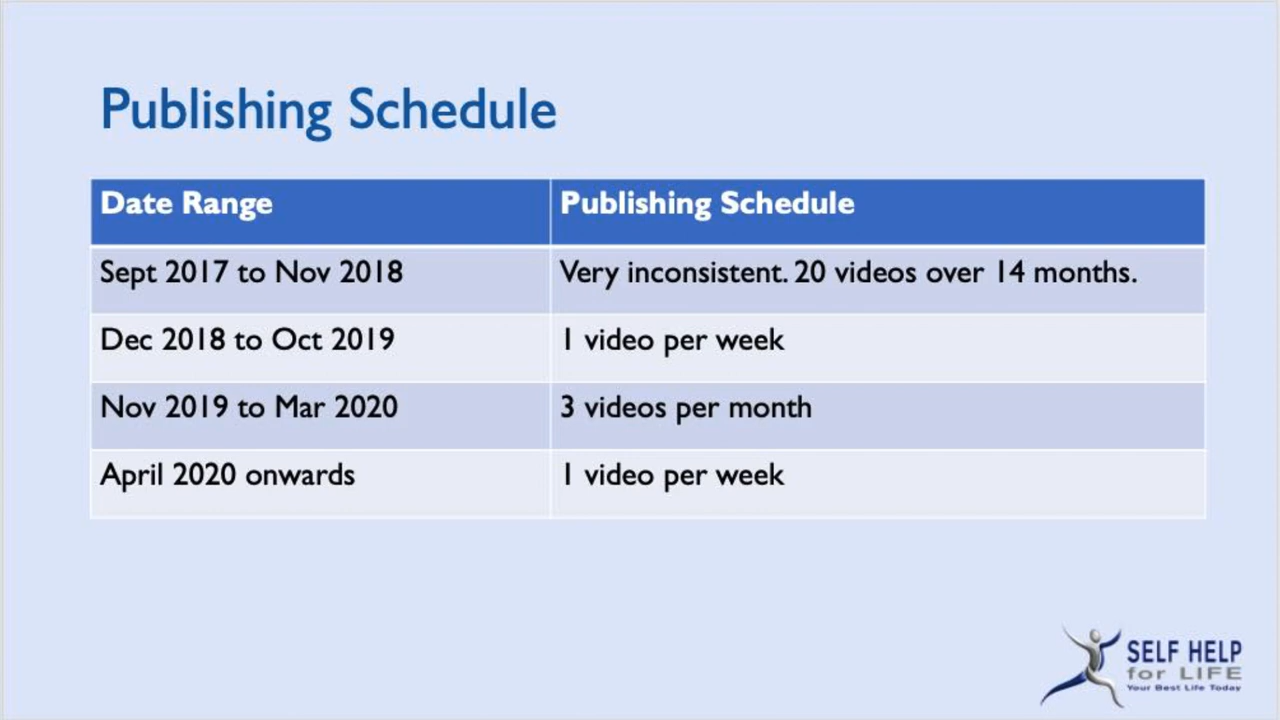 Publishing Schedule
Date Range Publishing Schedule
Sept 2017 to Nov 2018 Very inconsistent. 20 videos over 14 months.
Dec 2018 to Oct 2019 1 video per week
Nov 2019 to Mar 2020 3 videos per month
April 2020 onwards 1 video per week
SELF HELP
for LIFE
Your Best Life Today